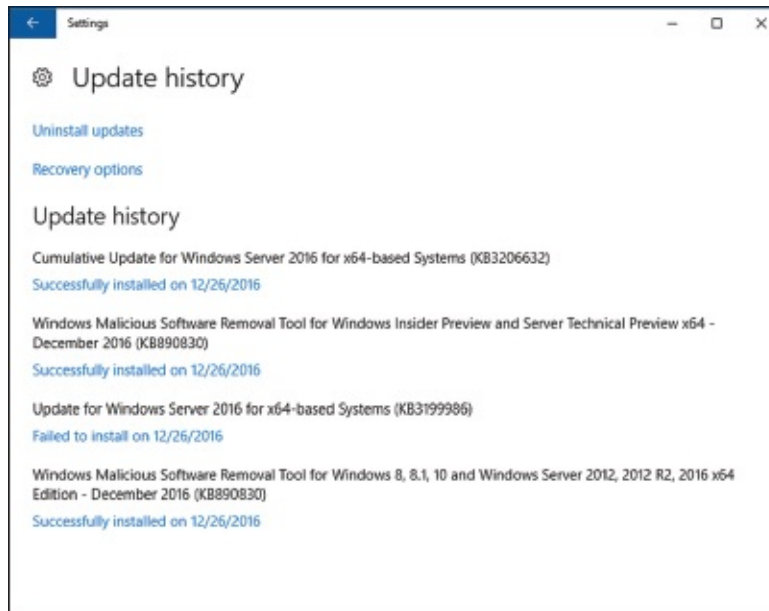 Settings
Update history
Uninstall updates
Recovery options
Update history
Cumulative Update for Windows Server 2016 for x64-based Systems (KB3206632)
Successfully installed on 12/26/2016
Windows Malicious Software Removal Tool for Windows Insider Preview and Server Technical Preview x64 -
December 2016 (KB890830)
Successfully installed on 12/26/2016
Update for Windows Server 2016 for x64-based Systems (KB3199986)
Failed to install on 12/26/2016
Windows Malicious Software Removal Tool for Windows 8, 8.1, 10 and Windows Server 2012, 2012 R2, 2016 x64
Edition - December 2016 (KB890830)
Successfully installed on 12/26/2016